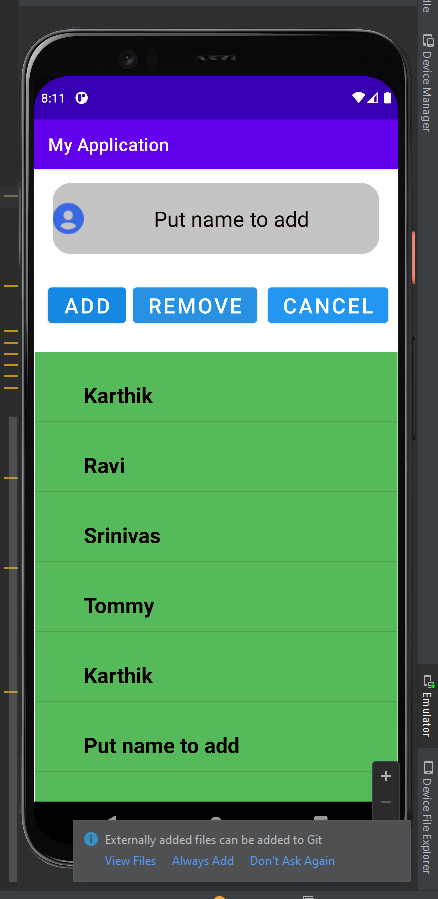 dle
Device Manager
8:11
My Application
Put name to add
ADD REMOVE CANCEL
Karthik
Ravi
Srinivas
Tommy
Karthik
Put name to add
Emulator
Device File Explorer
Externally added files can be added to Git
View Files Always Add Don't Ask Again